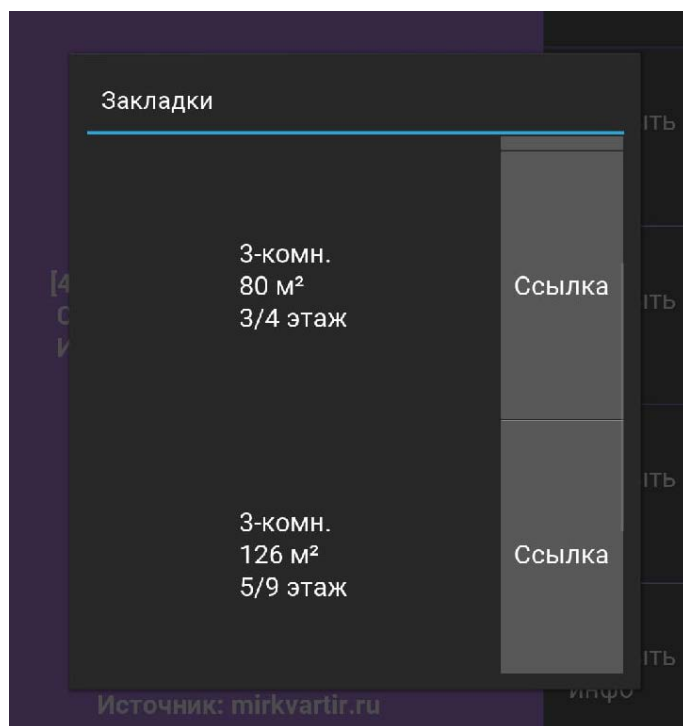 Закладки
3-комн.
80 м²
3/4 этаж
Ссылка
3-комн.
126 м²
5/9 этаж
Ссылка
Источник: mirkvartir.ru